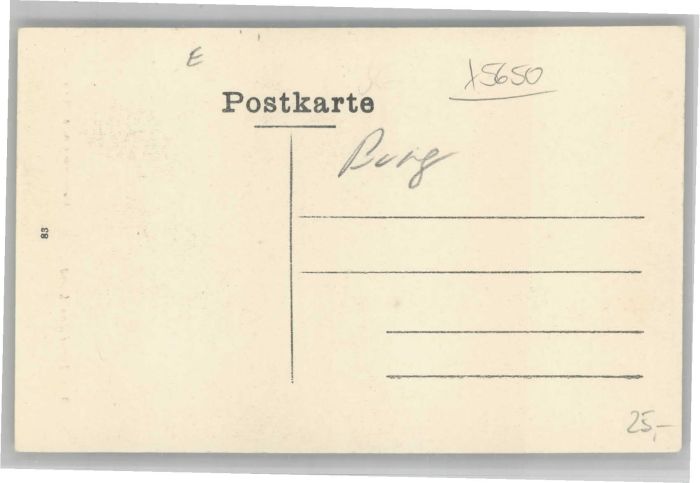 E
x5650
Postkarte
Burg
83
25,-